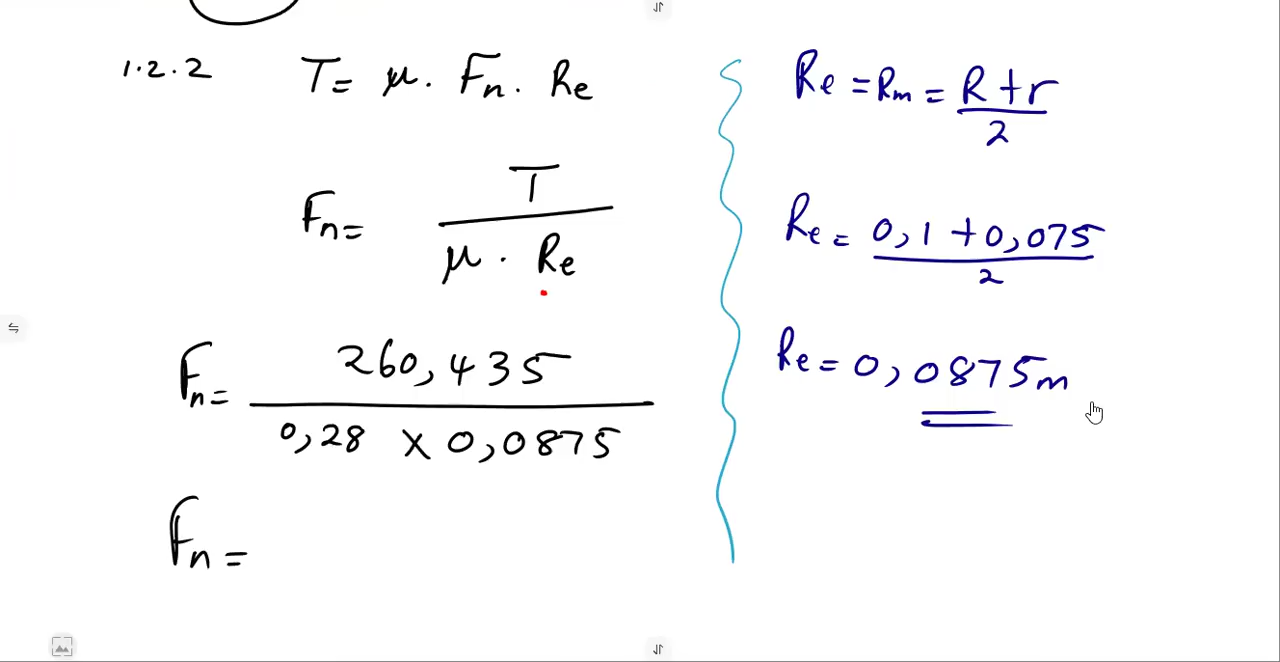 1.2.2 T= μ. Fn. Re
Fn= T
μ . Re
Fn= 260,435
0,28 x 0,0875
Fn =
Re = Rm = R+r
2
Re = 0,1 + 0,075
2
Re = 0,0875m